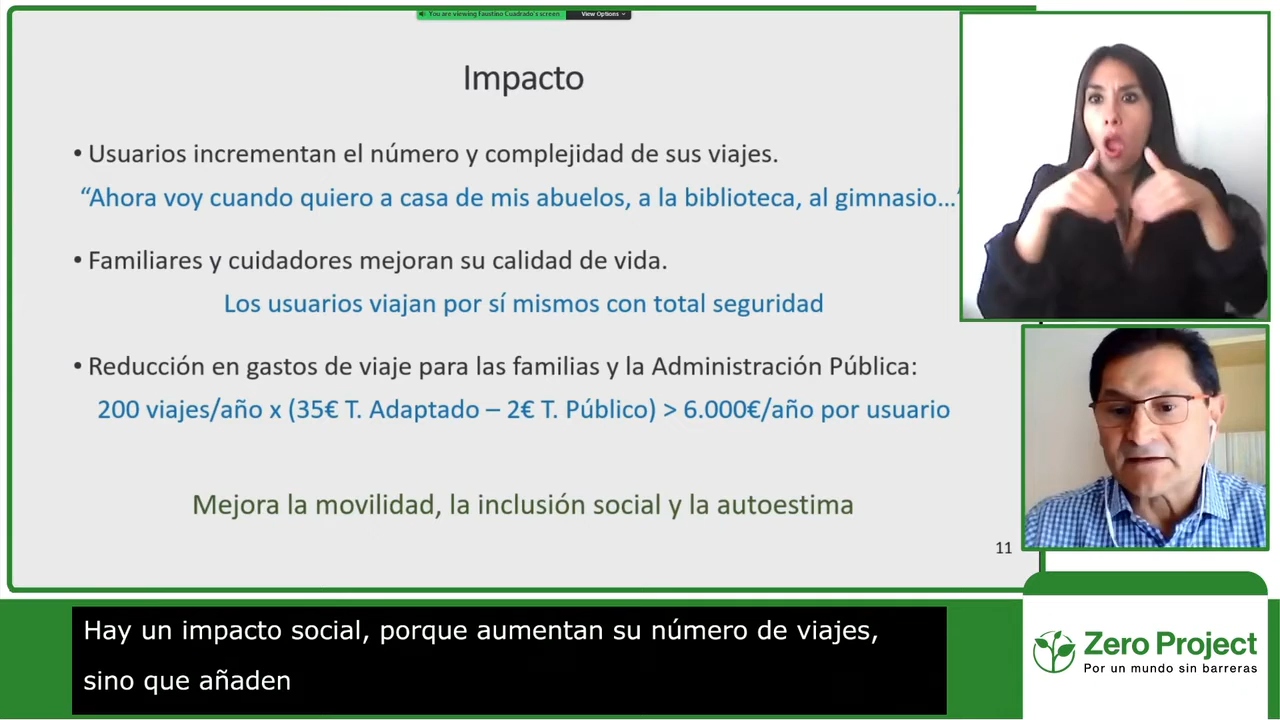 You are viewing Faustino Cuadrado's screen
View Options
Impacto
• Usuarios incrementan el número y complejidad de sus viajes.
“Ahora voy cuando quiero a casa de mis abuelos, a la biblioteca, al gimnasio…”
• Familiares y cuidadores mejoran su calidad de vida.
Los usuarios viajan por sí mismos con total seguridad
• Reducción en gastos de viaje para las familias y la Administración Pública:
200 viajes/año x (35€ T. Adaptado – 2€ T. Público) > 6.000€/año por usuario
Mejora la movilidad, la inclusión social y la autoestima
11
Hay un impacto social, porque aumentan su número de viajes,
sino que añaden
Zero Project
Por un mundo sin barreras